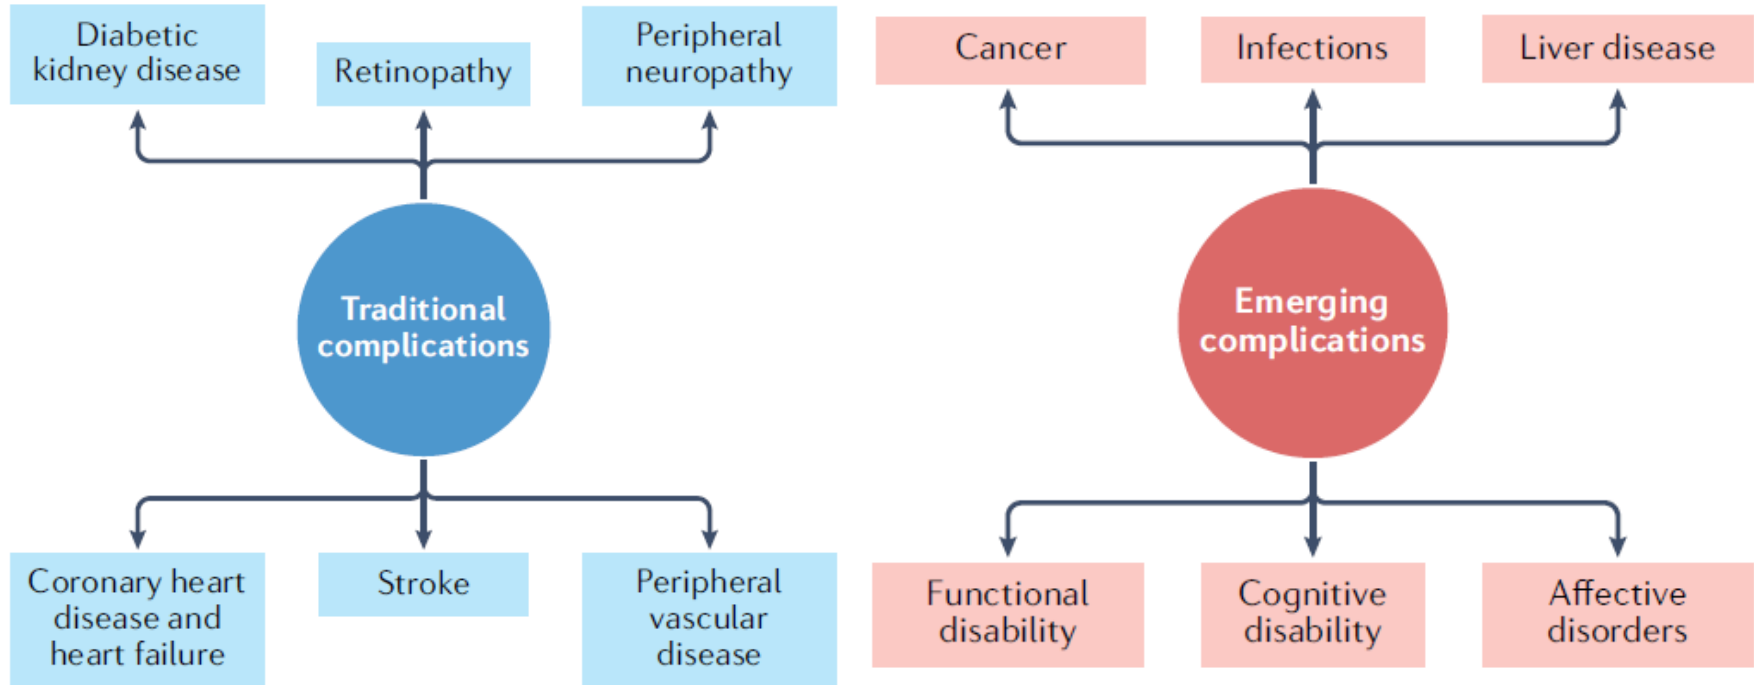 Diabetic
kidney disease
Retinopathy
Peripheral
neuropathy
Traditional
complications
Coronary heart
disease and
heart failure
Stroke
Peripheral
vascular
disease
Cancer
Infections
Liver disease
Emerging
complications
Functional
disability
Cognitive
disability
Affective
disorders